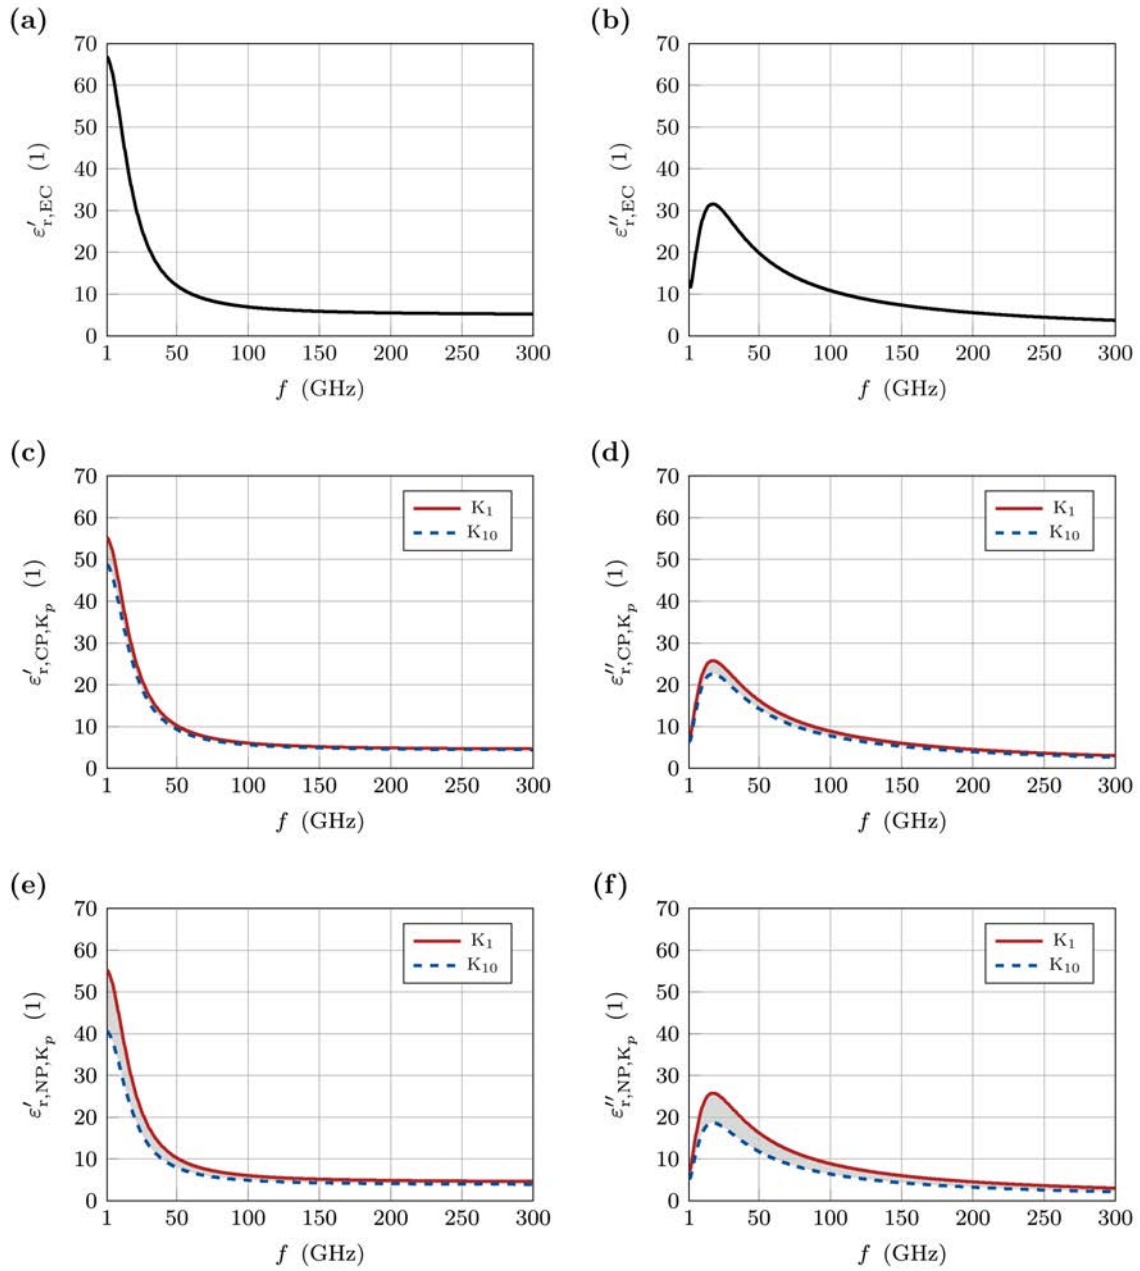 (a)
70
60
50
40
30
20
10
0
ε′r,EC (1)
1 50 100 150 200 250 300
f (GHz)
(b)
70
60
50
40
30
20
10
0
ε″r,EC (1)
1 50 100 150 200 250 300
f (GHz)
(c)
70
60
50
40
30
20
10
0
ε′r,CP,Kp (1)
K1
K10
1 50 100 150 200 250 300
f (GHz)
(d)
70
60
50
40
30
20
10
0
ε″r,CP,Kp (1)
K1
K10
1 50 100 150 200 250 300
f (GHz)
(e)
70
60
50
40
30
20
10
0
ε′r,NP,Kp (1)
K1
K10
1 50 100 150 200 250 300
f (GHz)
(f)
70
60
50
40
30
20
10
0
ε″r,NP,Kp (1)
K1
K10
1 50 100 150 200 250 300
f (GHz)